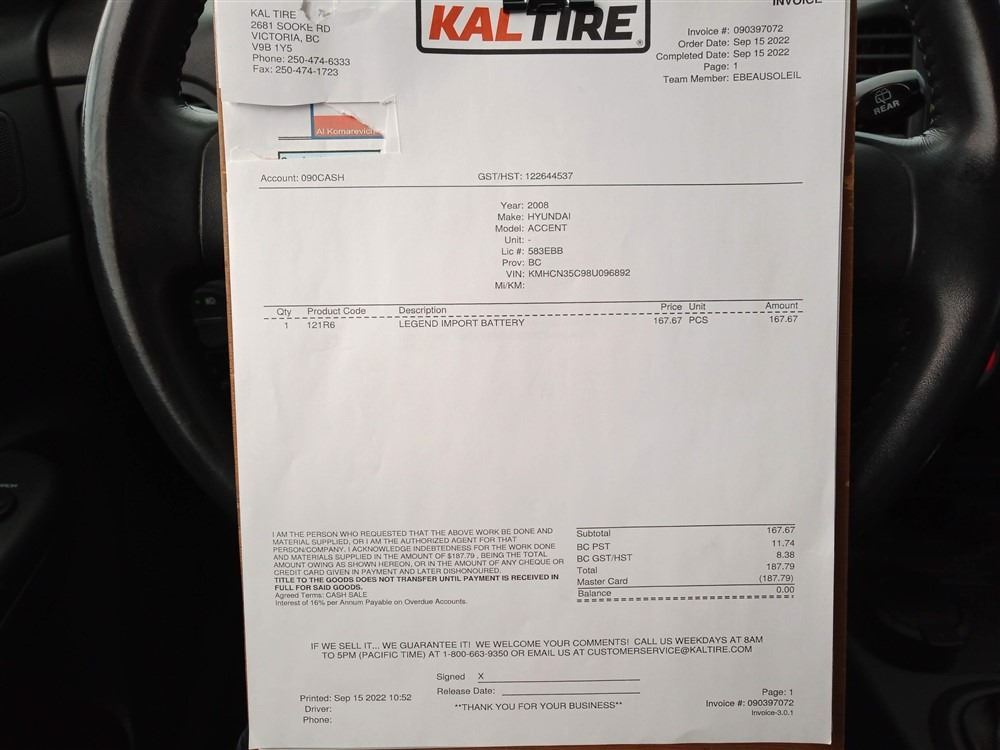 KAL TIRE
2681 SOOKE RD
VICTORIA, BC
V9B 1Y5
Phone: 250-474-6333
Fax: 250-474-1723
KALTIRE
®
INVOICE
Invoice #: 090397072
Order Date: Sep 15 2022
Completed Date: Sep 15 2022
Page: 1
Team Member: EBEAUSOLEIL
REAR
Al Komarevich
Account: 090CASH GST/HST: 122644537
Year: 2008
Make: HYUNDAI
Model: ACCENT
Unit: -
Lic #: 583EBB
Prov: BC
VIN: KMHCN35C98U096892
Mi/KM:
Qty Product Code Description Price Unit Amount
1 121R6 LEGEND IMPORT BATTERY 167.67 PCS 167.67
I AM THE PERSON WHO REQUESTED THAT THE ABOVE WORK BE DONE AND
MATERIAL SUPPLIED, OR I AM THE AUTHORIZED AGENT FOR THAT
PERSON/COMPANY. I ACKNOWLEDGE INDEBTEDNESS FOR THE WORK DONE
AND MATERIALS SUPPLIED IN THE AMOUNT OF $187.79 , BEING THE TOTAL
AMOUNT OWING AS SHOWN HEREON, OR IN THE AMOUNT OF ANY CHEQUE OR
CREDIT CARD GIVEN IN PAYMENT AND LATER DISHONOURED.
TITLE TO THE GOODS DOES NOT TRANSFER UNTIL PAYMENT IS RECEIVED IN
FULL FOR SAID GOODS.
Agreed Terms: CASH SALE
Interest of 16% per Annum Payable on Overdue Accounts.
Subtotal 167.67
BC PST 11.74
BC GST/HST 8.38
Total 187.79
Master Card (187.79)
Balance 0.00
IF WE SELL IT... WE GUARANTEE IT! WE WELCOME YOUR COMMENTS! CALL US WEEKDAYS AT 8AM
TO 5PM (PACIFIC TIME) AT 1-800-663-9350 OR EMAIL US AT CUSTOMERSERVICE@KALTIRE.COM
Signed X
Release Date:
**THANK YOU FOR YOUR BUSINESS**
Printed: Sep 15 2022 10:52
Driver:
Phone:
Page: 1
Invoice #: 090397072
Invoice-3.0.1